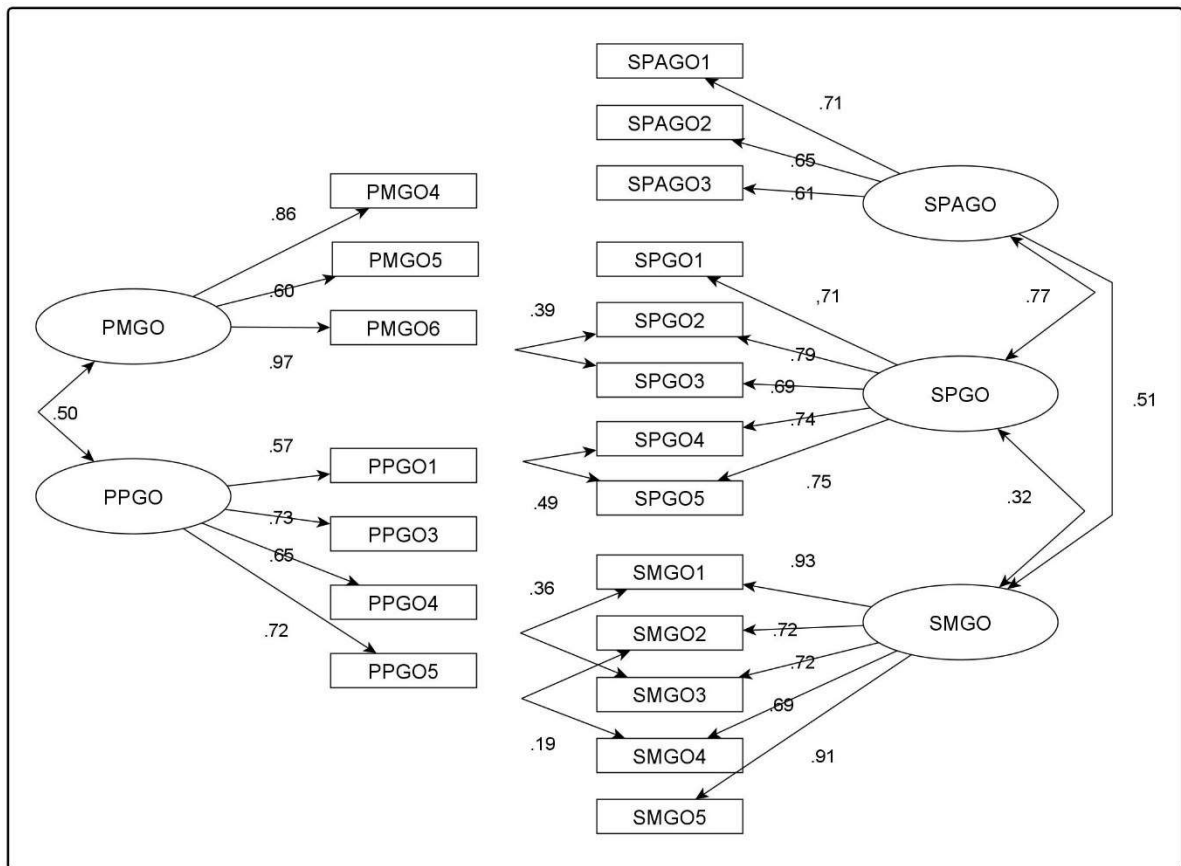 SPAGO1
.71
SPAGO2
.65
SPAGO3
.61
SPAGO
PMGO4
.86
PMGO5
.60
PMGO6
.97
PMGO
.50
PPGO
.57
PPGO1
.73
PPGO3
.65
PPGO4
.72
PPGO5
SPGO1
,71
.77
.39
SPGO2
.79
SPGO3
.69
SPGO
.51
SPGO4
.74
.49
SPGO5
.75
.32
SMGO1
.93
.36
SMGO2
.72
SMGO
SMGO3
.72
.69
.19
SMGO4
.91
SMGO5